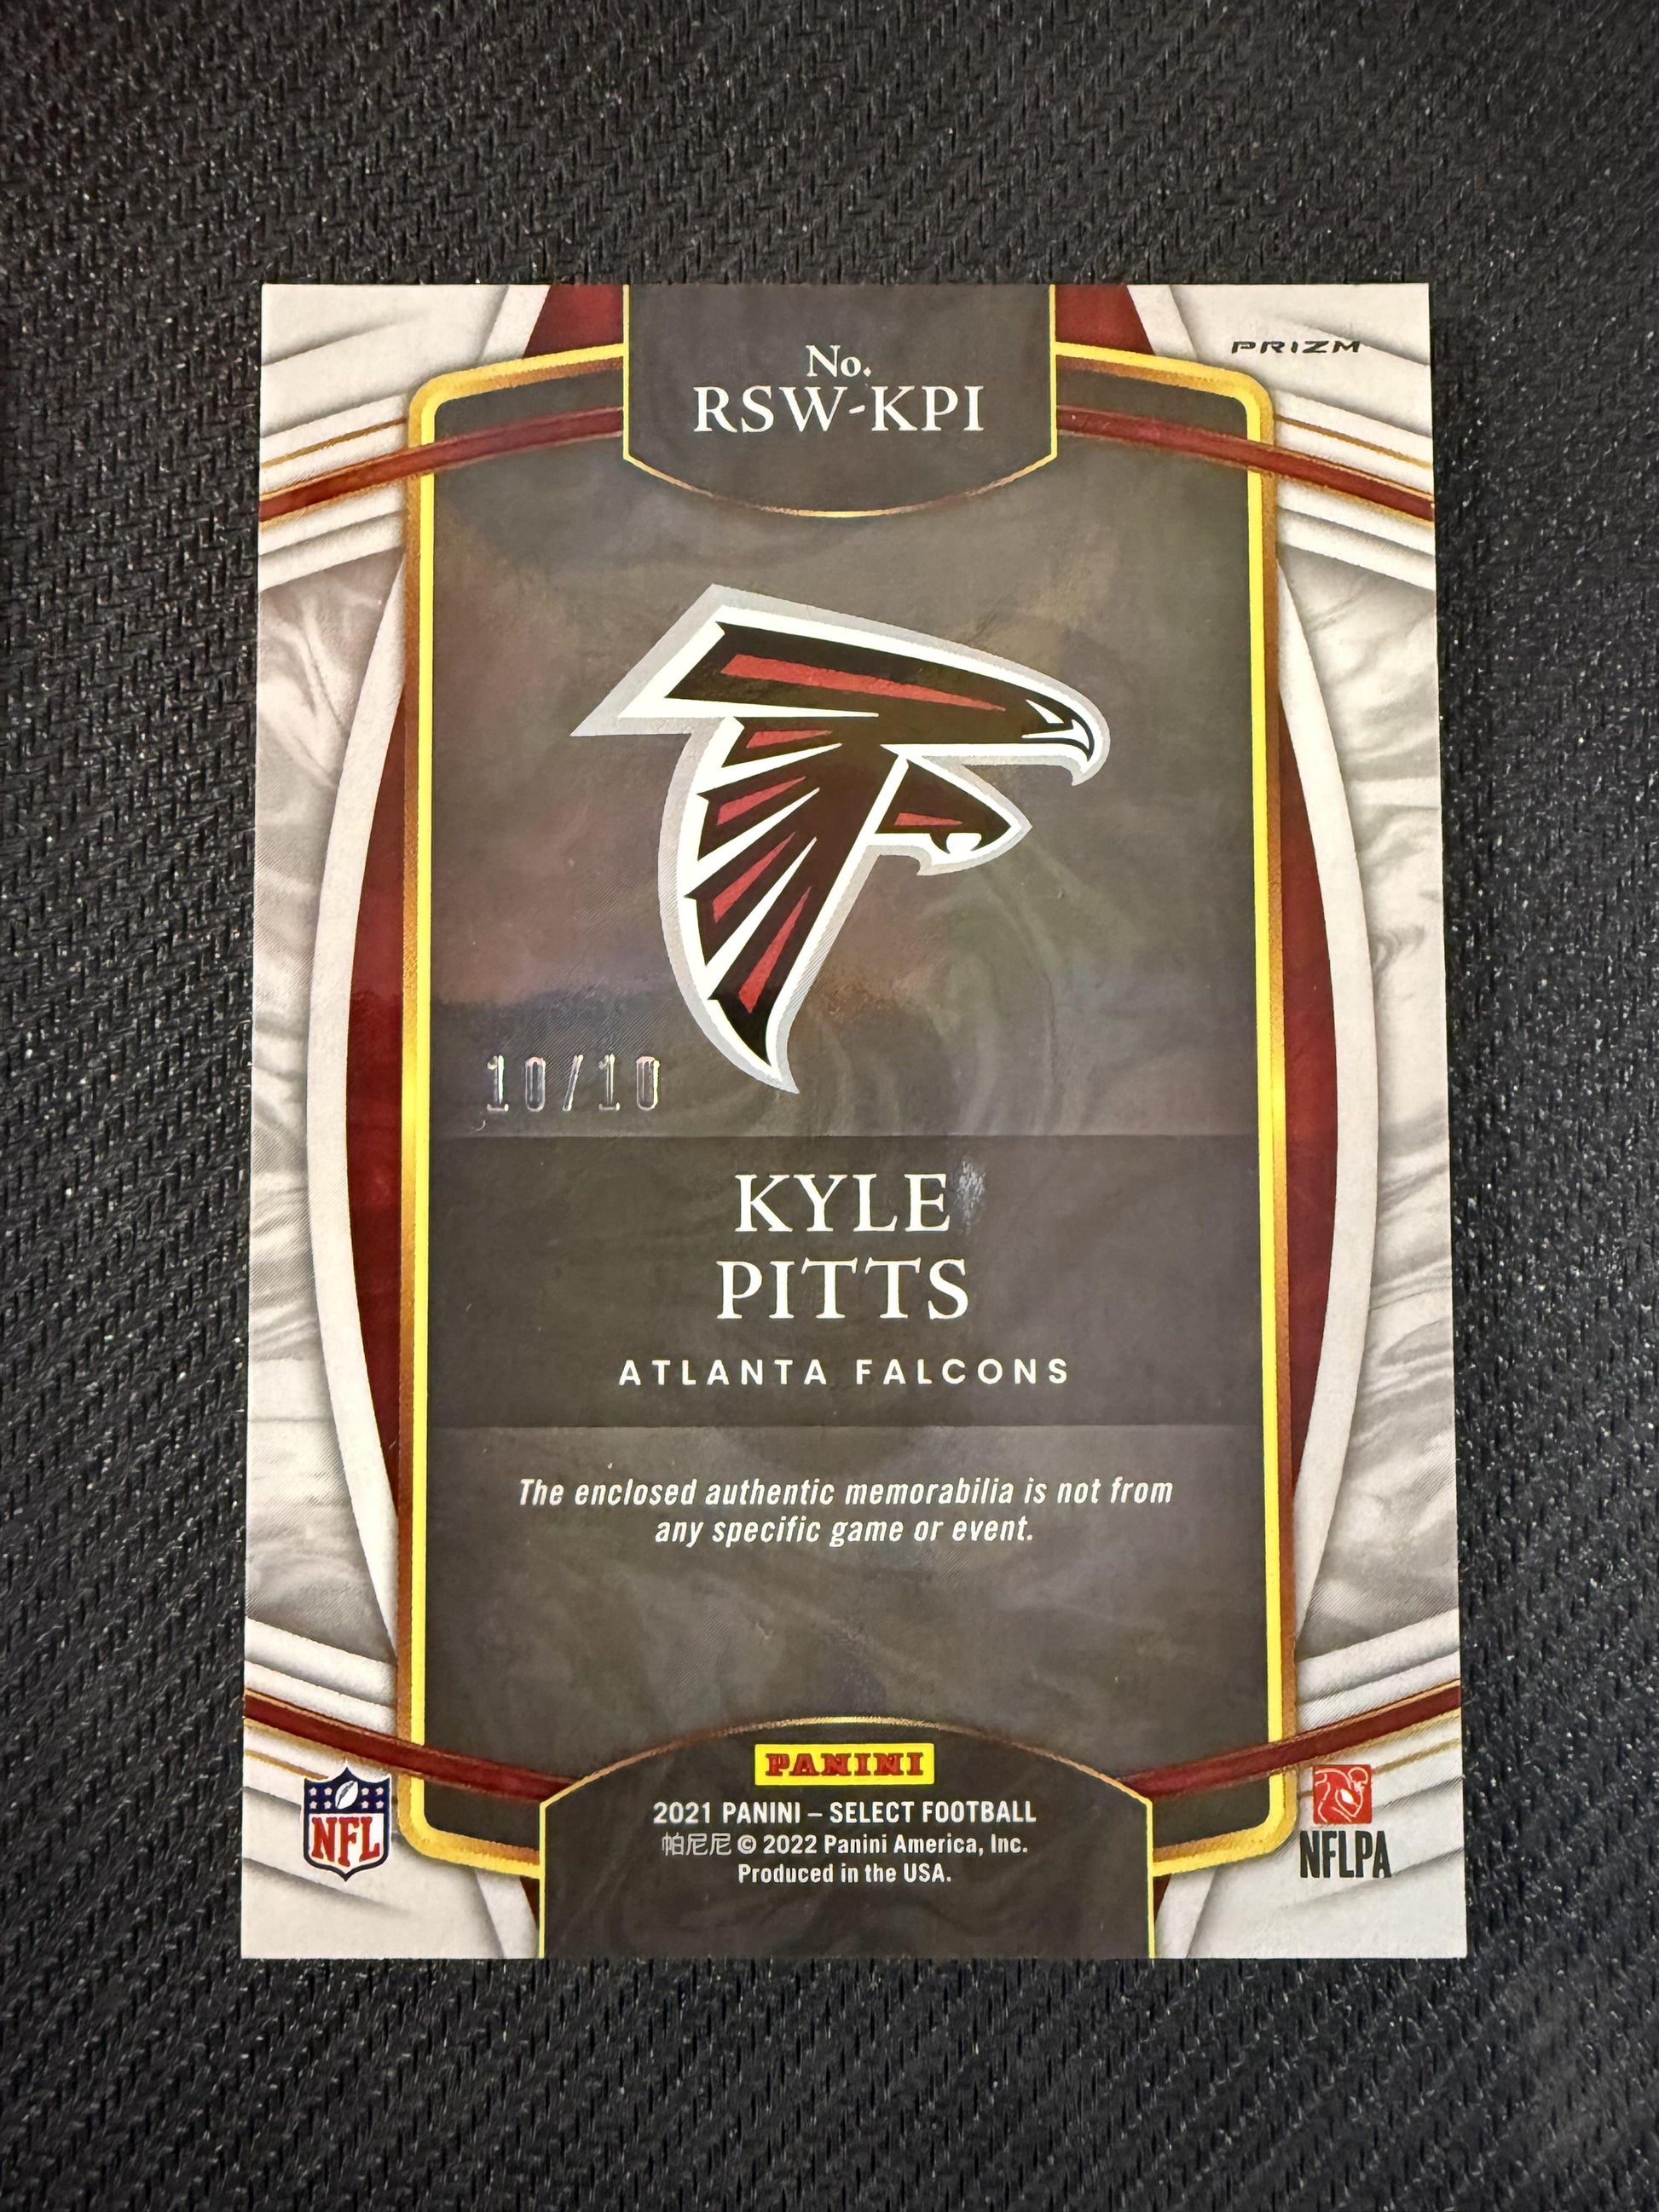 PRIZM
No.
RSW-KPI
10/10
KYLE
PITTS
ATLANTA FALCONS
The enclosed authentic memorabilia is not from
any specific game or event.
PANINI
2021 PANINI – SELECT FOOTBALL
帕尼尼 © 2022 Panini America, Inc.
Produced in the USA.
NFL
NFLPA